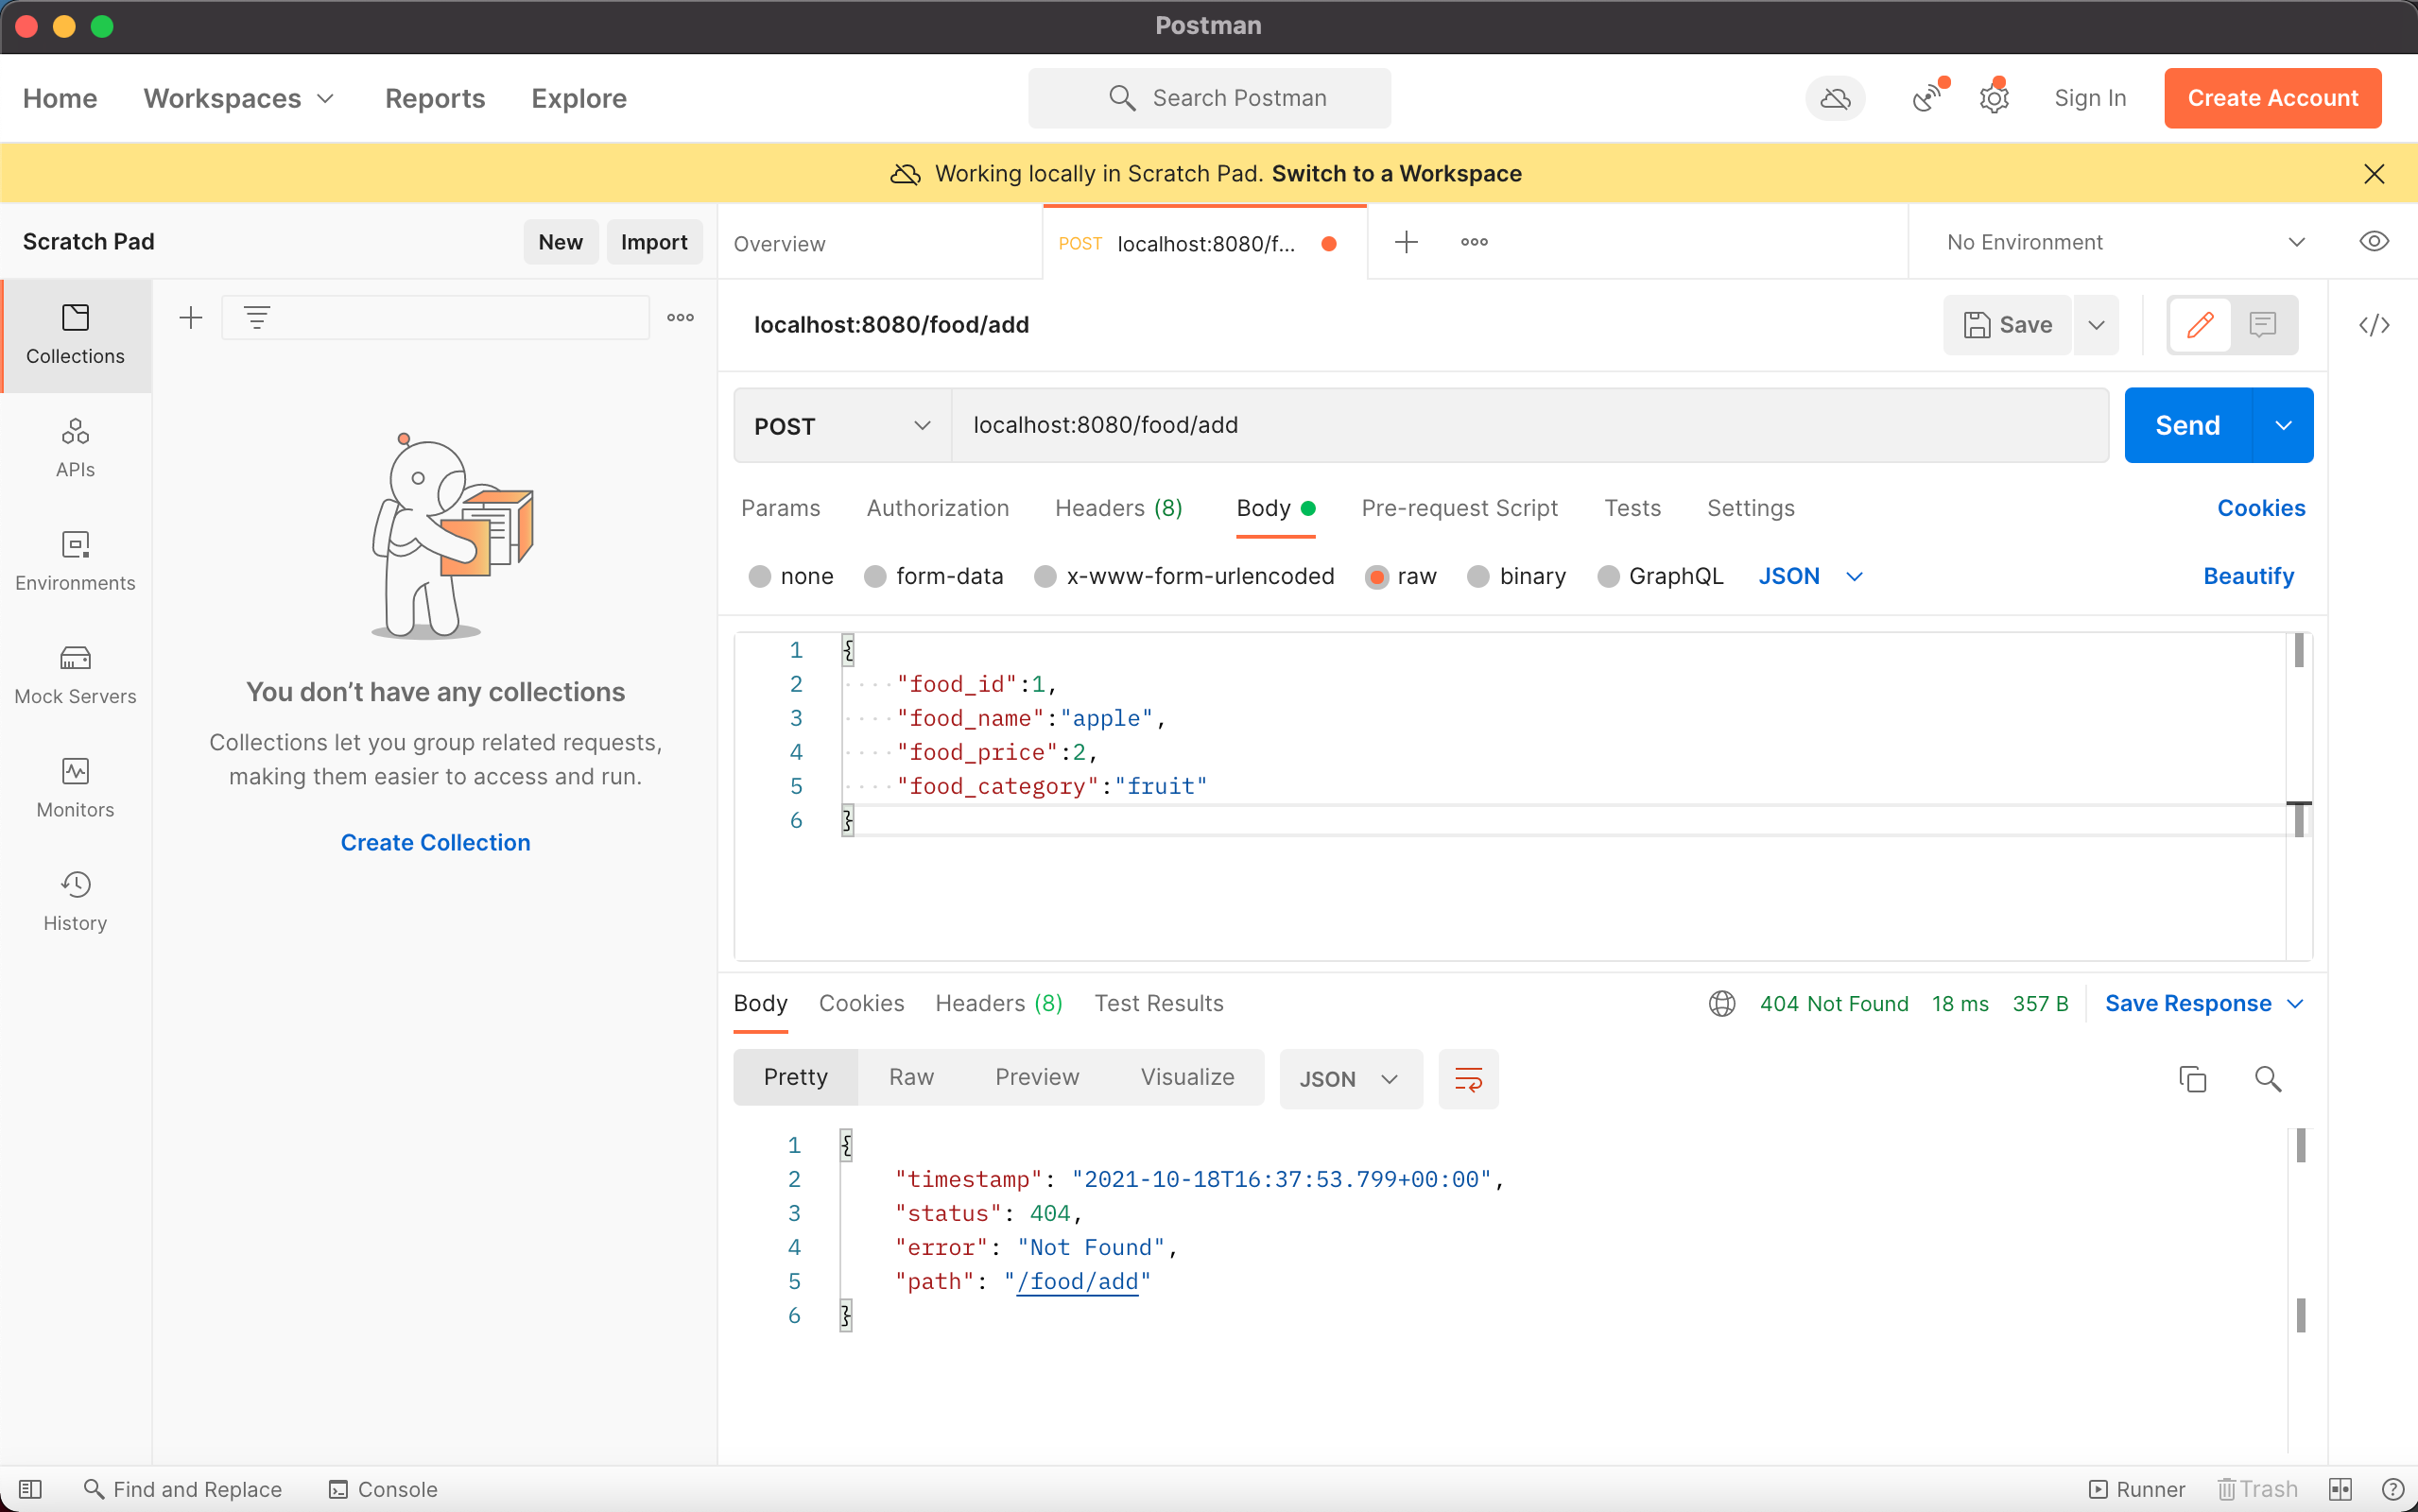 Postman
Home Workspaces Reports Explore Search Postman Sign In Create Account
Working locally in Scratch Pad. Switch to a Workspace
Scratch Pad New Import Overview POST localhost:8080/f... No Environment
Collections
APIs
Environments
Mock Servers
Monitors
History
You don’t have any collections
Collections let you group related requests,
making them easier to access and run.
Create Collection
localhost:8080/food/add Save
POST localhost:8080/food/add Send
Params Authorization Headers (8) Body Pre-request Script Tests Settings Cookies
none form-data x-www-form-urlencoded raw binary GraphQL JSON Beautify
1 {
2 "food_id":1,
3 "food_name":"apple",
4 "food_price":2,
5 "food_category":"fruit"
6 }
Body Cookies Headers (8) Test Results 404 Not Found 18 ms 357 B Save Response
Pretty Raw Preview Visualize JSON
1 {
2 "timestamp": "2021-10-18T16:37:53.799+00:00",
3 "status": 404,
4 "error": "Not Found",
5 "path": "/food/add"
6 }
Find and Replace Console Runner Trash